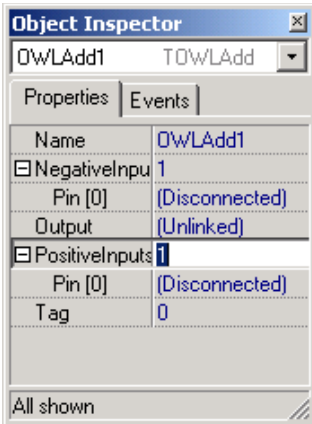 Object Inspector
OWLAdd1 TOWLAdd
Properties Events
Name OWLAdd1
NegativeInpu 1
Pin [0] (Disconnected)
Output (Unlinked)
PositiveInputs 1
Pin [0] (Disconnected)
Tag 0
All shown